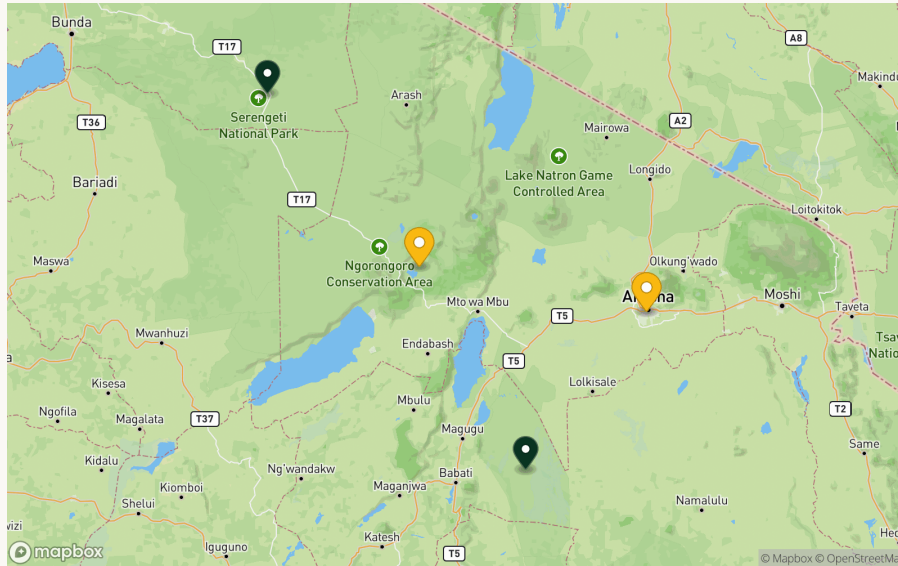 Bunda
T17
A8
Makindu
Arash
Serengeti
National Park
T36
A2
Mairowa
Lake Natron Game
Controlled Area
Longido
Bariadi
T17
Loitokitok
Maswa
Ngorongoro
Conservation Area
Olkung'wado
Mto wa Mbu
T5
Moshi
Taveta
Mwanhuzi
Endabash
T5
Kisesa
Lolkisale
Mbulu
T2
Ngofila
Magalata
T37
Magugu
Same
Kidalu
Ng'wandakw
Babati
Kiomboi
Maganjwa
Namalulu
Shelui
Katesh
T5
Iguguno
mapbox
© Mapbox © OpenStreetMa